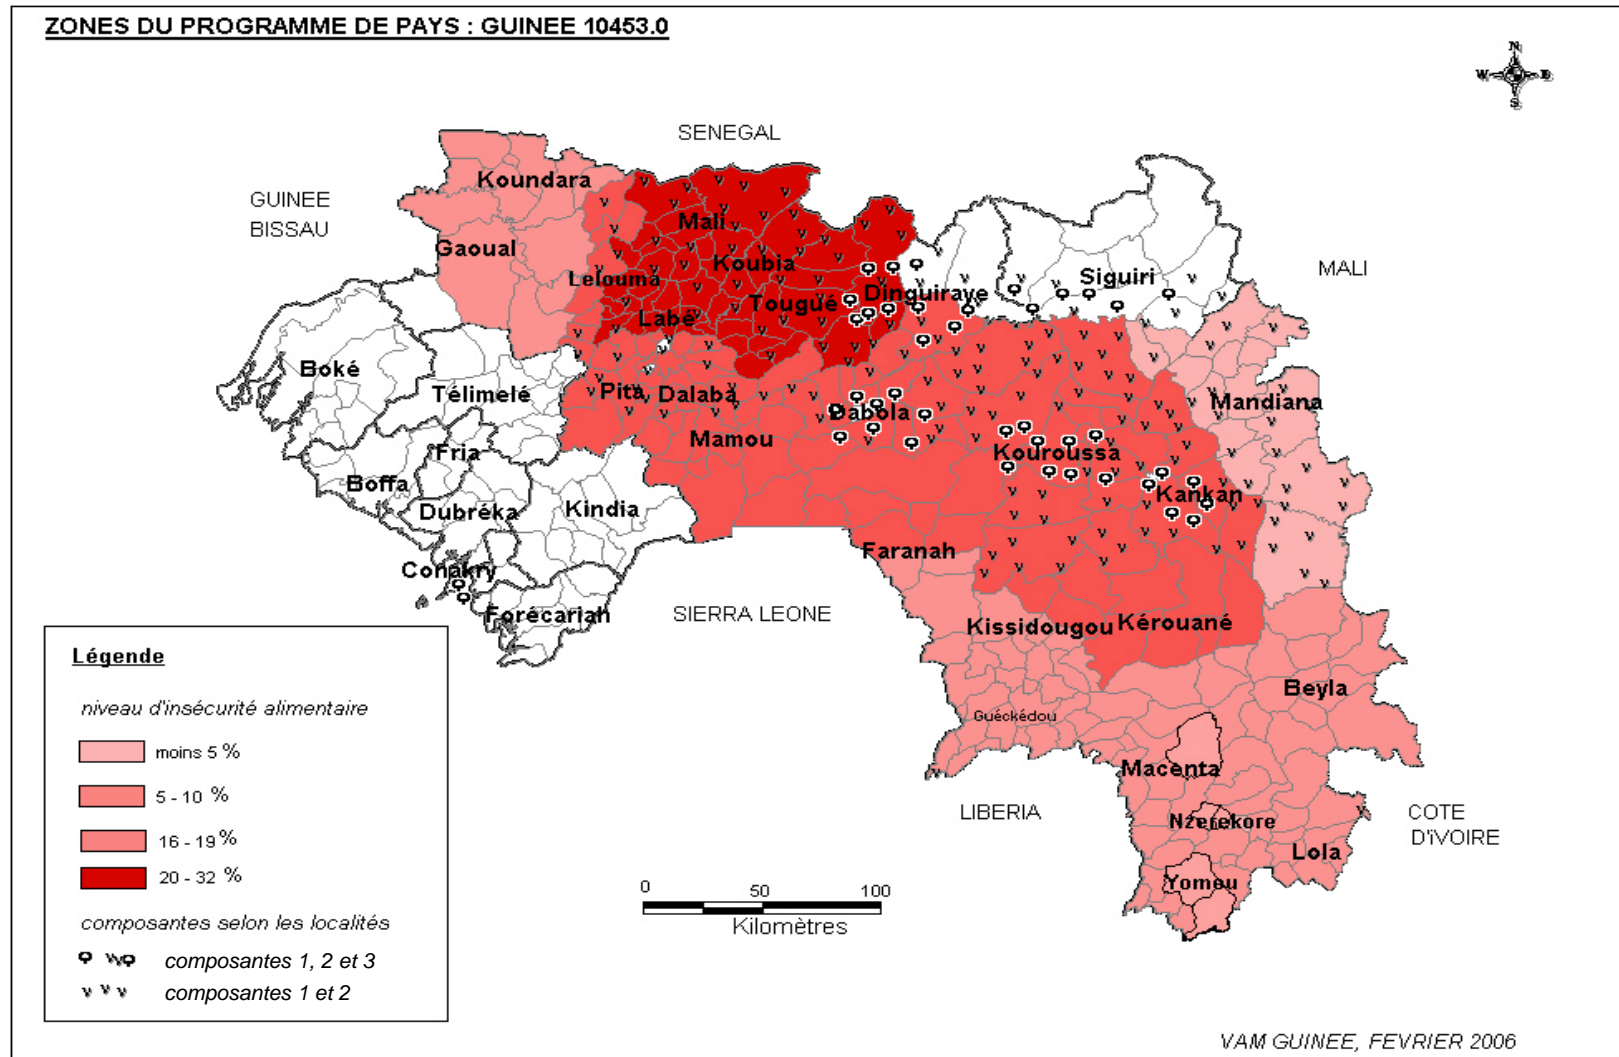 ZONES DU PROGRAMME DE PAYS : GUINEE 10453.0
N
W
E
S
SENEGAL
GUINEE
BISSAU
MALI
SIERRA LEONE
LIBERIA
COTE
D'IVOIRE
Koundara
Gaoual
Mali
Koubia
Lelouma
Labé
Tougué
Dinguiraye
Siguiri
Boké
Télimelé
Pita
Dalaba
Dabola
Mandiana
Mamou
Fria
Kouroussa
Boffa
Dubréka
Kindia
Kankan
Faranah
Conakry
Forécariah
Kissidougou
Kérouané
Beyla
Guéckédou
Macenta
Nzerekore
Lola
Yomou
Légende
niveau d'insécurité alimentaire
moins 5 %
5 - 10 %
16 - 19 %
20 - 32 %
composantes selon les localités
composantes 1, 2 et 3
composantes 1 et 2
0 50 100
Kilomètres
VAM GUINEE, FEVRIER 2006